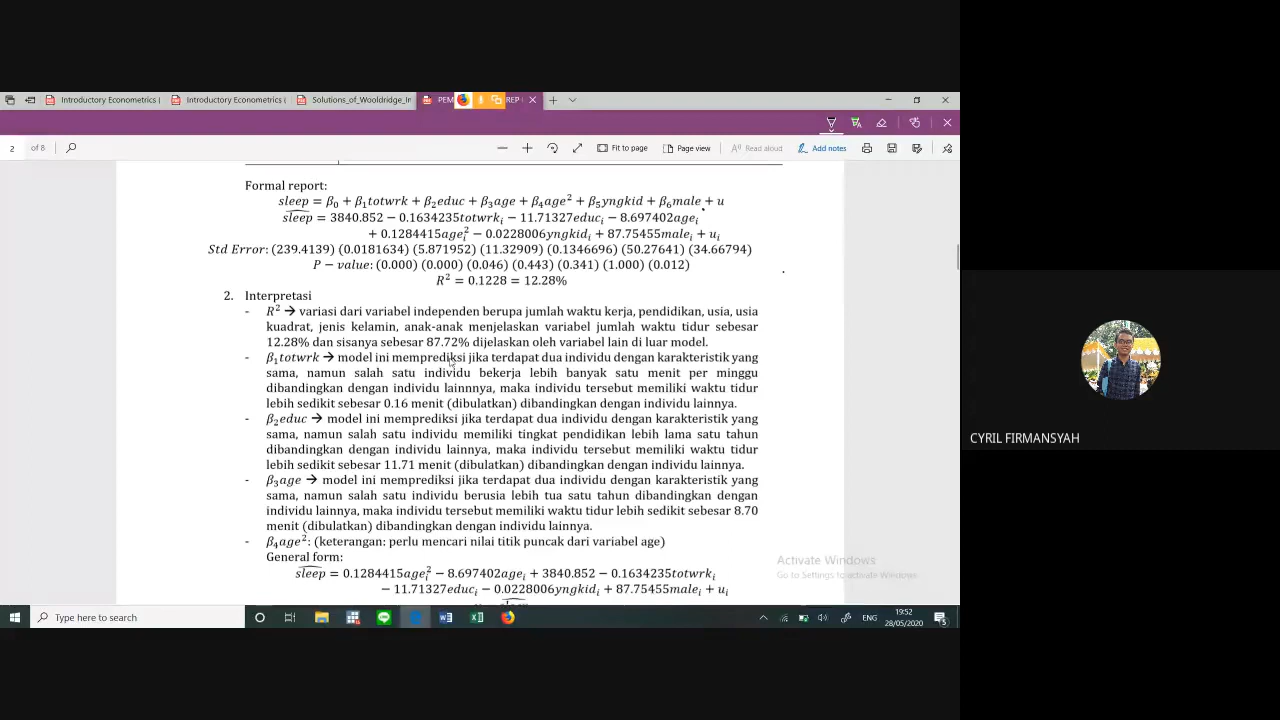 Introductory Econometrics (
Introductory Econometrics (
Solutions_of_Wooldridge_In
PEM
REP
2 of 8
Fit to page
Page view
Read aloud
Add notes
Formal report:
sleep = β0 + β1totwrk + β2educ + β3age + β4age² + β5yngkid + β6male + u
sleep = 3840.852 − 0.1634235totwrki − 11.71327educi − 8.697402agei
+ 0.1284415agei² − 0.0228006yngkidi + 87.75455malei + ui
Std Error: (239.4139) (0.0181634) (5.871952) (11.32909) (0.1346696) (50.27641) (34.66794)
P − value: (0.000) (0.000) (0.046) (0.443) (0.341) (1.000) (0.012)
R² = 0.1228 = 12.28%
2. Interpretasi
- R² → variasi dari variabel independen berupa jumlah waktu kerja, pendidikan, usia, usia
kuadrat, jenis kelamin, anak-anak menjelaskan variabel jumlah waktu tidur sebesar
12.28% dan sisanya sebesar 87.72% dijelaskan oleh variabel lain di luar model.
- β1totwrk → model ini memprediksi jika terdapat dua individu dengan karakteristik yang
sama, namun salah satu individu bekerja lebih banyak satu menit per minggu
dibandingkan dengan individu lainnnya, maka individu tersebut memiliki waktu tidur
lebih sedikit sebesar 0.16 menit (dibulatkan) dibandingkan dengan individu lainnya.
- β2educ → model ini memprediksi jika terdapat dua individu dengan karakteristik yang
sama, namun salah satu individu memiliki tingkat pendidikan lebih lama satu tahun
dibandingkan dengan individu lainnya, maka individu tersebut memiliki waktu tidur
lebih sedikit sebesar 11.71 menit (dibulatkan) dibandingkan dengan individu lainnya.
- β3age → model ini memprediksi jika terdapat dua individu dengan karakteristik yang
sama, namun salah satu individu berusia lebih tua satu tahun dibandingkan dengan
individu lainnya, maka individu tersebut memiliki waktu tidur lebih sedikit sebesar 8.70
menit (dibulatkan) dibandingkan dengan individu lainnya.
- β4age²: (keterangan: perlu mencari nilai titik puncak dari variabel age)
General form:
sleep = 0.1284415agei² − 8.697402agei + 3840.852 − 0.1634235totwrki
− 11.71327educi − 0.0228006yngkidi + 87.75455malei + ui
Activate Windows
Go to Settings to activate Windows.
CYRIL FIRMANSYAH
Type here to search
ENG
19:52
28/05/2020